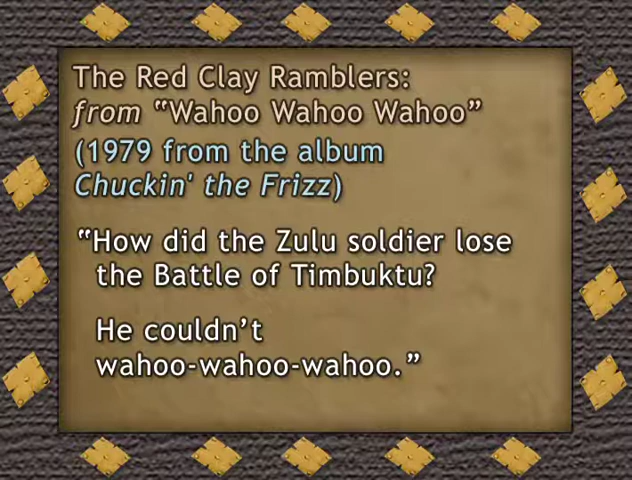 The Red Clay Ramblers:
from “Wahoo Wahoo Wahoo”
(1979 from the album
Chuckin' the Frizz)
“How did the Zulu soldier lose
the Battle of Timbuktu?
He couldn’t
wahoo-wahoo-wahoo.”